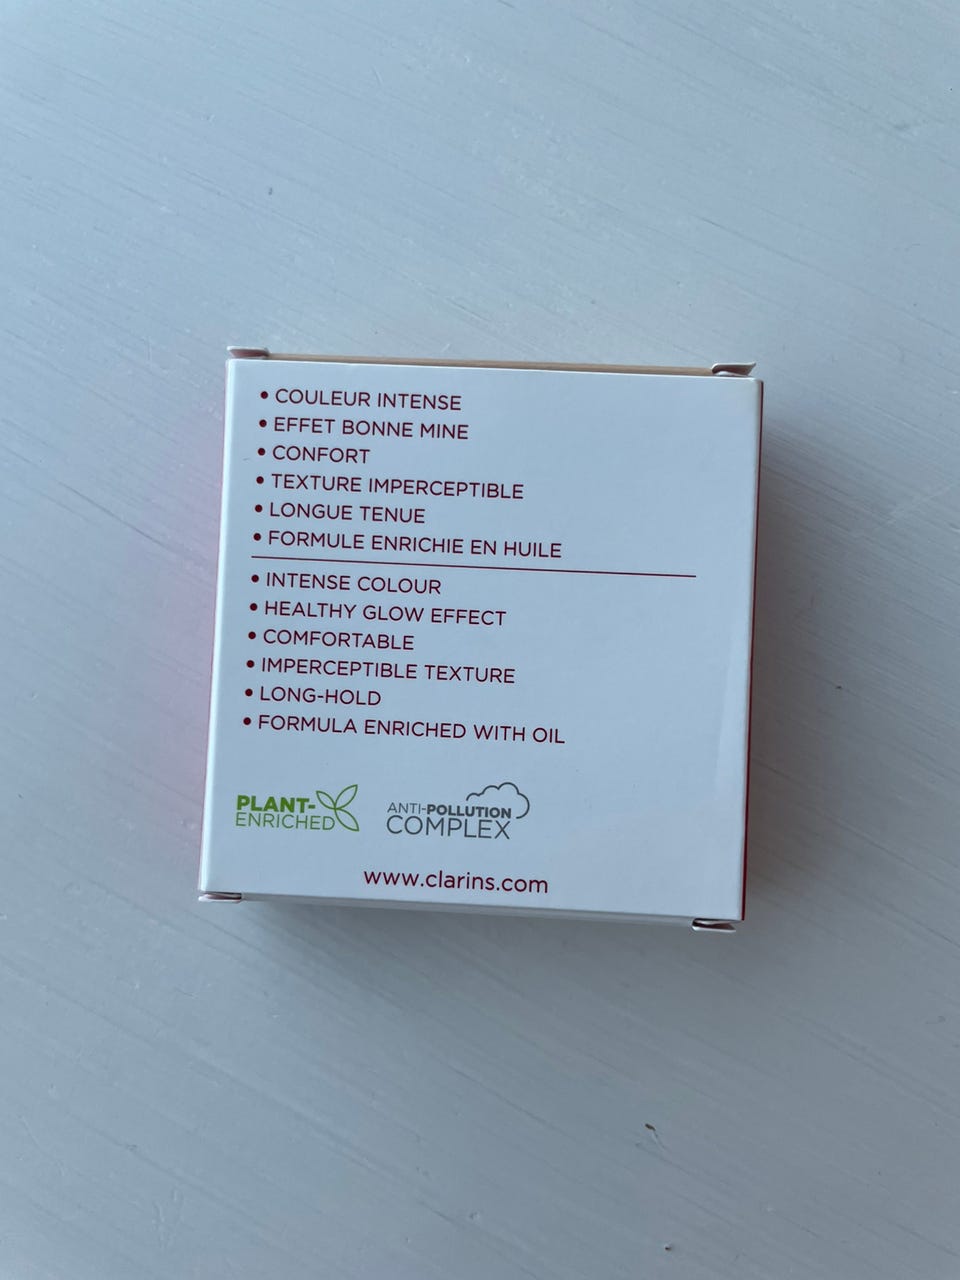 • COULEUR INTENSE
• EFFET BONNE MINE
• CONFORT
• TEXTURE IMPERCEPTIBLE
• LONGUE TENUE
• FORMULE ENRICHIE EN HUILE
• INTENSE COLOUR
• HEALTHY GLOW EFFECT
• COMFORTABLE
• IMPERCEPTIBLE TEXTURE
• LONG-HOLD
• FORMULA ENRICHED WITH OIL
PLANT-
ENRICHED
ANTI-POLLUTION
COMPLEX
www.clarins.com